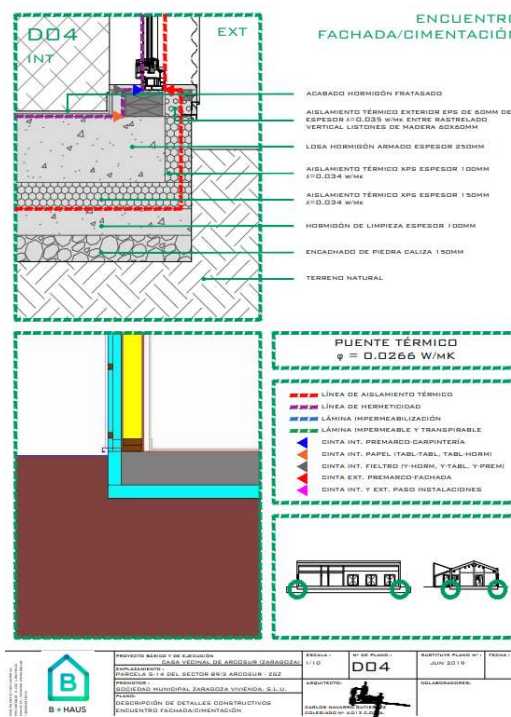 D04
INT
EXT
ENCUENTRO
FACHADA/CIMENTACIÓN
ACABADO HORMIGÓN FRATASADO
AISLAMIENTO TÉRMICO EXTERIOR EPS DE 60MM DE
ESPESOR λ=0.035 W/MK ENTRE RASTRELADO
VERTICAL LISTONES DE MADERA 60X60MM
LOSA HORMIGÓN ARMADO ESPESOR 250MM
AISLAMIENTO TÉRMICO XPS ESPESOR 100MM
λ=0.034 W/MK
AISLAMIENTO TÉRMICO XPS ESPESOR 150MM
λ=0.034 W/MK
HORMIGÓN DE LIMPIEZA ESPESOR 100MM
ENCACHADO DE PIEDRA CALIZA 150MM
TERRENO NATURAL
PUENTE TÉRMICO
φ = 0.0266 W/MK
LÍNEA DE AISLAMIENTO TÉRMICO
LÍNEA DE HERMETICIDAD
LÁMINA IMPERMEABILIZACIÓN
LÁMINA IMPERMEABLE Y TRANSPIRABLE
CINTA INT. PREMARCO-CARPINTERÍA
CINTA INT. PAPEL (TABL-TABL, TABL-HORM)
CINTA INT. FIELTRO (Y-HORM, Y-TABL, Y-PREM)
CINTA EXT. PREMARCO-FACHADA
CINTA INT. Y EXT. PASO INSTALACIONES
B
B+HAUS
PROYECTO BÁSICO Y DE EJECUCIÓN
CASA VECINAL DE ARCOSUR (ZARAGOZA)
EMPLAZAMIENTO:
PARCELA S-14 DEL SECTOR 89/3 ARCOSUR - ZGZ
PROMOTOR:
SOCIEDAD MUNICIPAL ZARAGOZA VIVIENDA, S.L.U.
PLANO:
DESCRIPCIÓN DE DETALLES CONSTRUCTIVOS
ENCUENTRO FACHADA/CIMENTACIÓN
ESCALA:
1/10
Nº DE PLANO:
D04
SUSTITUYE PLANO Nº:
JUN 2019
FECHA:
ARQUITECTO:
COLABORADORES:
CARLOS NAVARRO GUTIÉRREZ
COLEGIADO Nº